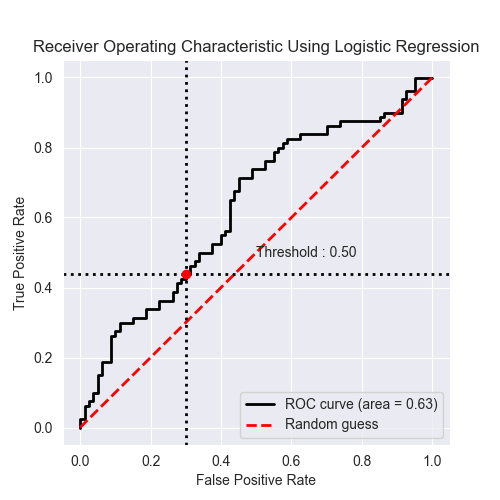 Receiver Operating Characteristic Using Logistic Regression
1.0
0.8
0.6
0.4
0.2
0.0
True Positive Rate
Threshold : 0.50
ROC curve (area = 0.63)
Random guess
0.0 0.2 0.4 0.6 0.8 1.0
False Positive Rate